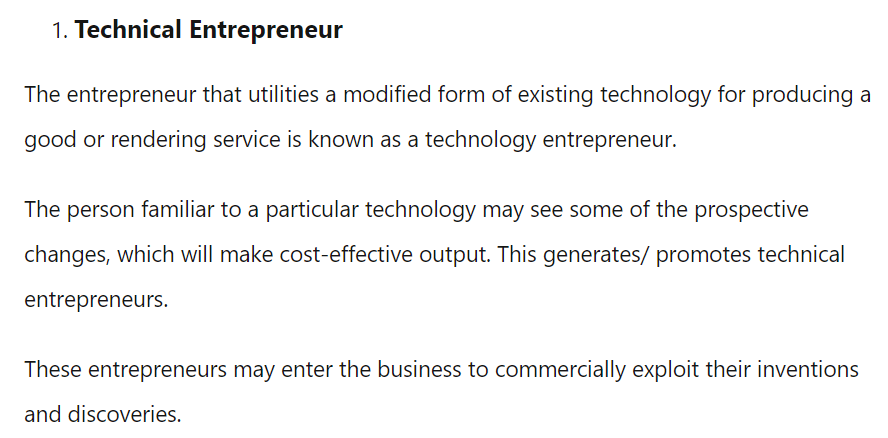 1. Technical Entrepreneur
The entrepreneur that utilities a modified form of existing technology for producing a
good or rendering service is known as a technology entrepreneur.
The person familiar to a particular technology may see some of the prospective
changes, which will make cost-effective output. This generates/ promotes technical
entrepreneurs.
These entrepreneurs may enter the business to commercially exploit their inventions
and discoveries.